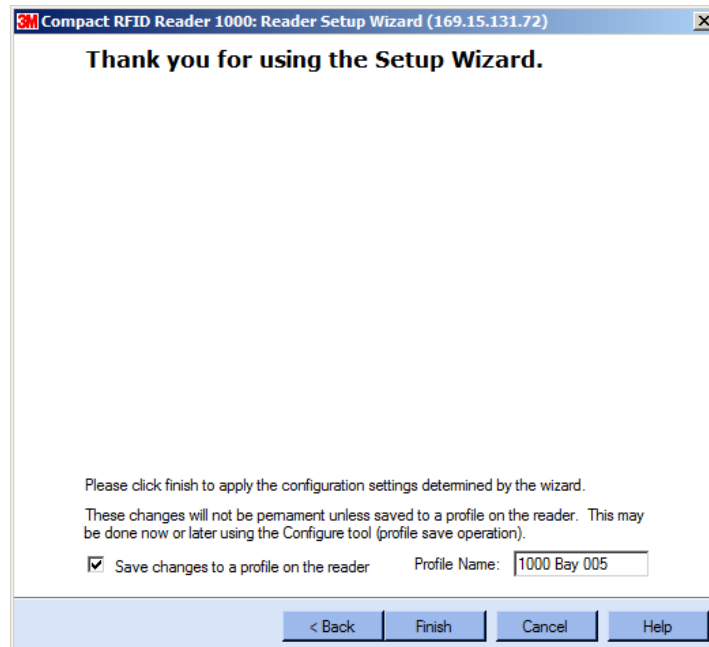 3M Compact RFID Reader 1000: Reader Setup Wizard (169.15.131.72)
Thank you for using the Setup Wizard.
Please click finish to apply the configuration settings determined by the wizard.
These changes will not be pemament unless saved to a profile on the reader. This may
be done now or later using the Configure tool (profile save operation).
Save changes to a profile on the reader Profile Name: 1000 Bay 005
< Back Finish Cancel Help